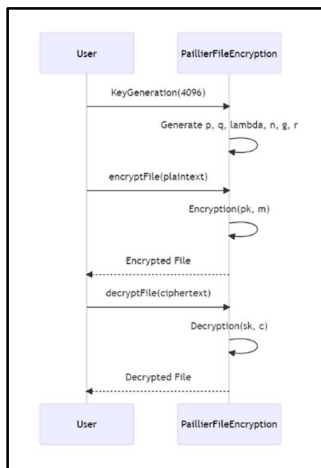 User
PaillierFileEncryption
KeyGeneration(4096)
Generate p, q, lambda, n, g, r
encryptFile(plaintext)
Encryption(pk, m)
Encrypted File
decryptFile(ciphertext)
Decryption(sk, c)
Decrypted File
User
PaillierFileEncryption